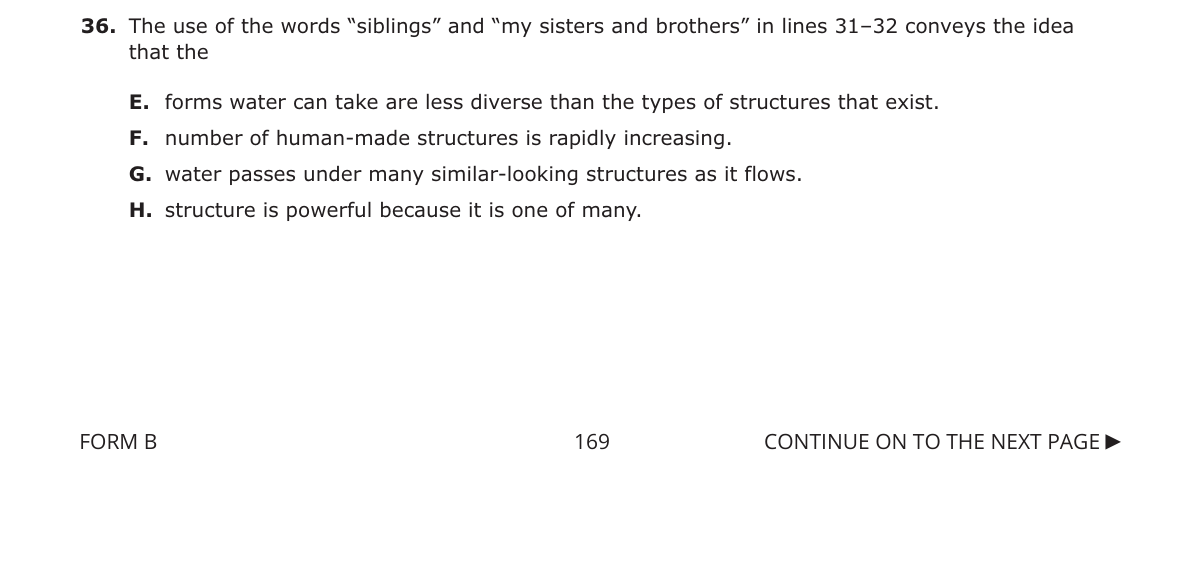 36. The use of the words “siblings” and “my sisters and brothers” in lines 31–32 conveys the idea
that the
E. forms water can take are less diverse than the types of structures that exist.
F. number of human-made structures is rapidly increasing.
G. water passes under many similar-looking structures as it flows.
H. structure is powerful because it is one of many.
FORM B 169 CONTINUE ON TO THE NEXT PAGE ▶